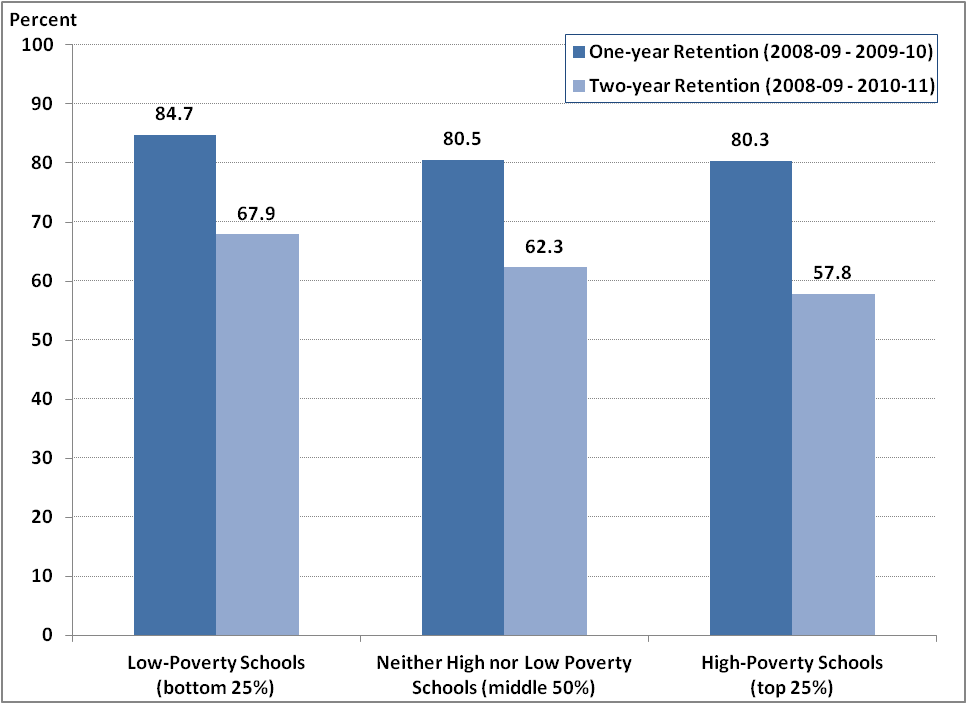 Percent
100
90
80
70
60
50
40
30
20
10
0
One-year Retention (2008-09 - 2009-10)
Two-year Retention (2008-09 - 2010-11)
84.7
67.9
80.5
62.3
80.3
57.8
Low-Poverty Schools
(bottom 25%)
Neither High nor Low Poverty
Schools (middle 50%)
High-Poverty Schools
(top 25%)